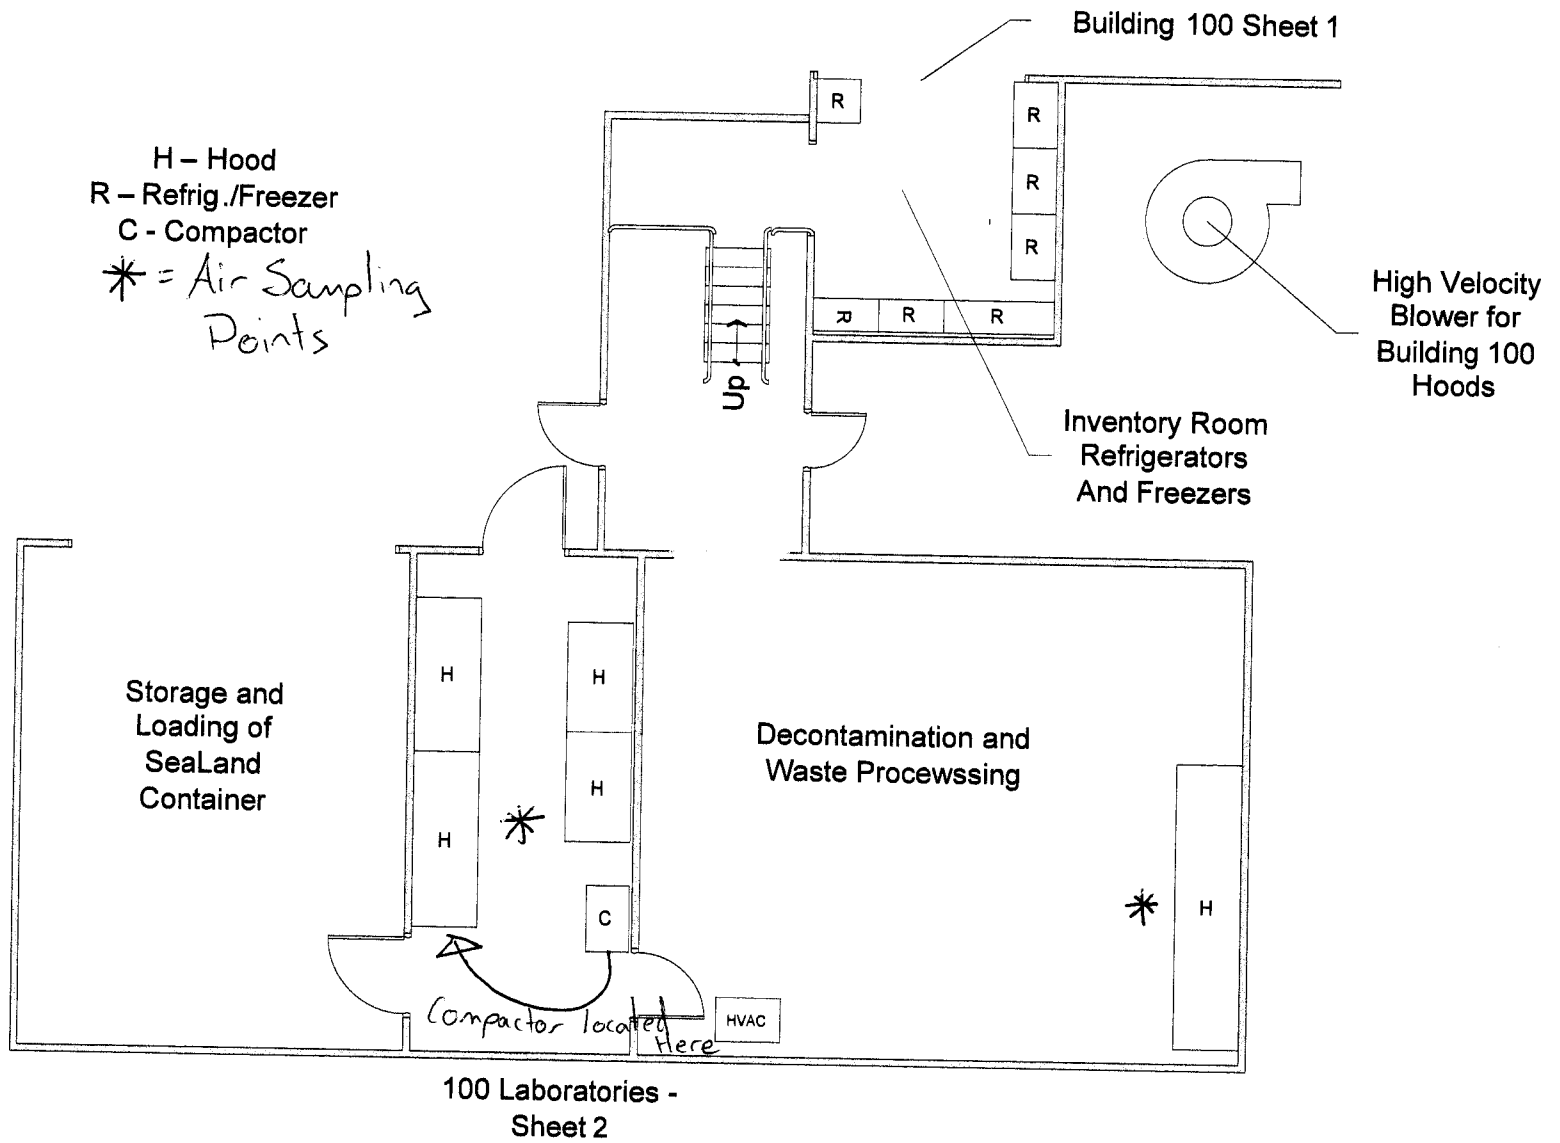 Building 100 Sheet 1
H – Hood
R – Refrig./Freezer
C - Compactor
* = Air Sampling
Points
R
R
R
R
R
R
R
Up
High Velocity
Blower for
Building 100
Hoods
Inventory Room
Refrigerators
And Freezers
Storage and
Loading of
SeaLand
Container
H
H
H
H
*
C
Decontamination and
Waste Procewssing
*
H
HVAC
Compactor located
Here
100 Laboratories -
Sheet 2